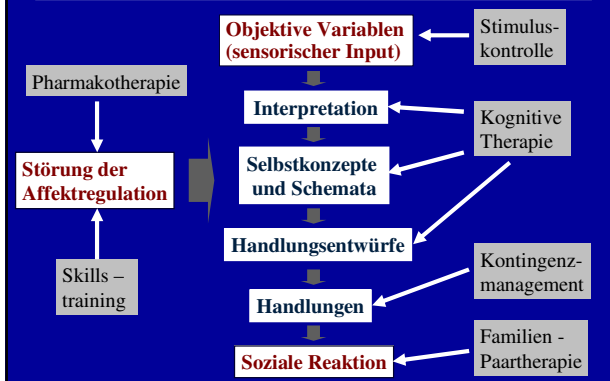 Objektive Variablen
(sensorischer Input)
Stimulus-
kontrolle
Pharmakotherapie
Interpretation
Kognitive
Therapie
Störung der
Affektregulation
Selbstkonzepte
und Schemata
Handlungsentwürfe
Skills –
training
Kontingenz-
management
Handlungen
Familien -
Paartherapie
Soziale Reaktion